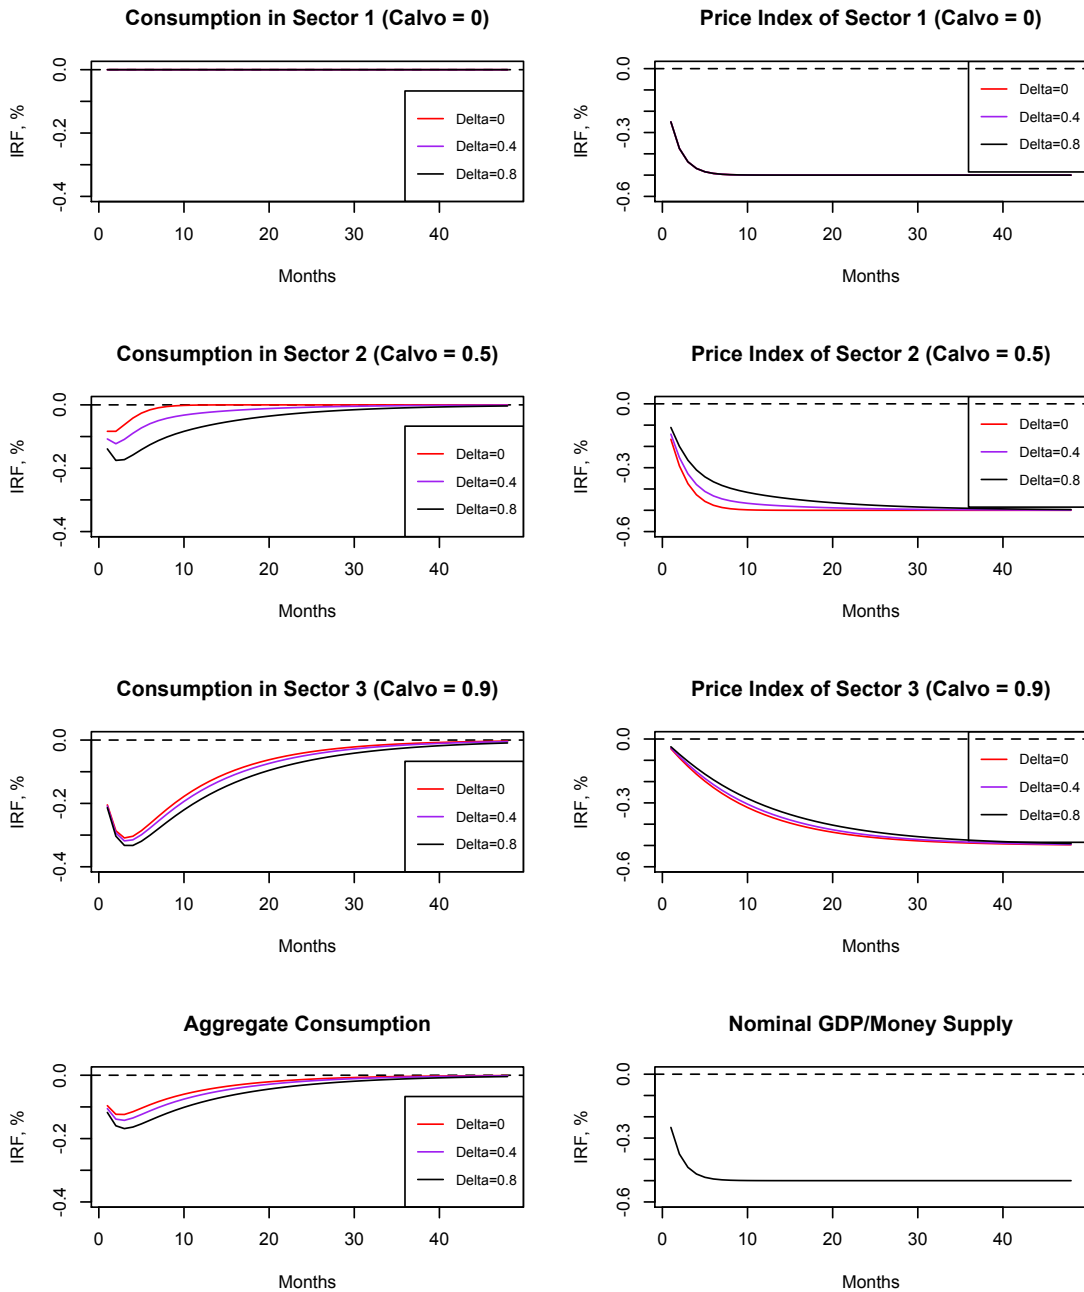 Consumption in Sector 1 (Calvo = 0)
IRF, %
0.0
-0.2
-0.4
Delta=0
Delta=0.4
Delta=0.8
0 10 20 30 40
Months
Price Index of Sector 1 (Calvo = 0)
IRF, %
0.0
-0.3
-0.6
Delta=0
Delta=0.4
Delta=0.8
0 10 20 30 40
Months
Consumption in Sector 2 (Calvo = 0.5)
IRF, %
0.0
-0.2
-0.4
Delta=0
Delta=0.4
Delta=0.8
0 10 20 30 40
Months
Price Index of Sector 2 (Calvo = 0.5)
IRF, %
0.0
-0.3
-0.6
Delta=0
Delta=0.4
Delta=0.8
0 10 20 30 40
Months
Consumption in Sector 3 (Calvo = 0.9)
IRF, %
0.0
-0.2
-0.4
Delta=0
Delta=0.4
Delta=0.8
0 10 20 30 40
Months
Price Index of Sector 3 (Calvo = 0.9)
IRF, %
0.0
-0.3
-0.6
Delta=0
Delta=0.4
Delta=0.8
0 10 20 30 40
Months
Aggregate Consumption
IRF, %
0.0
-0.2
-0.4
Delta=0
Delta=0.4
Delta=0.8
0 10 20 30 40
Months
Nominal GDP/Money Supply
IRF, %
0.0
-0.3
-0.6
0 10 20 30 40
Months